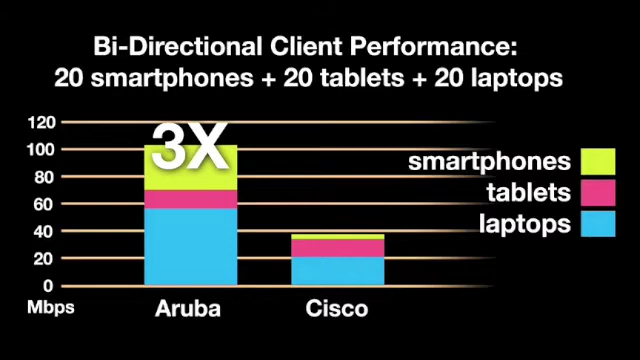 Bi-Directional Client Performance:
20 smartphones + 20 tablets + 20 laptops
120
100
80
60
40
20
0
Mbps
3X
Aruba
Cisco
smartphones
tablets
laptops